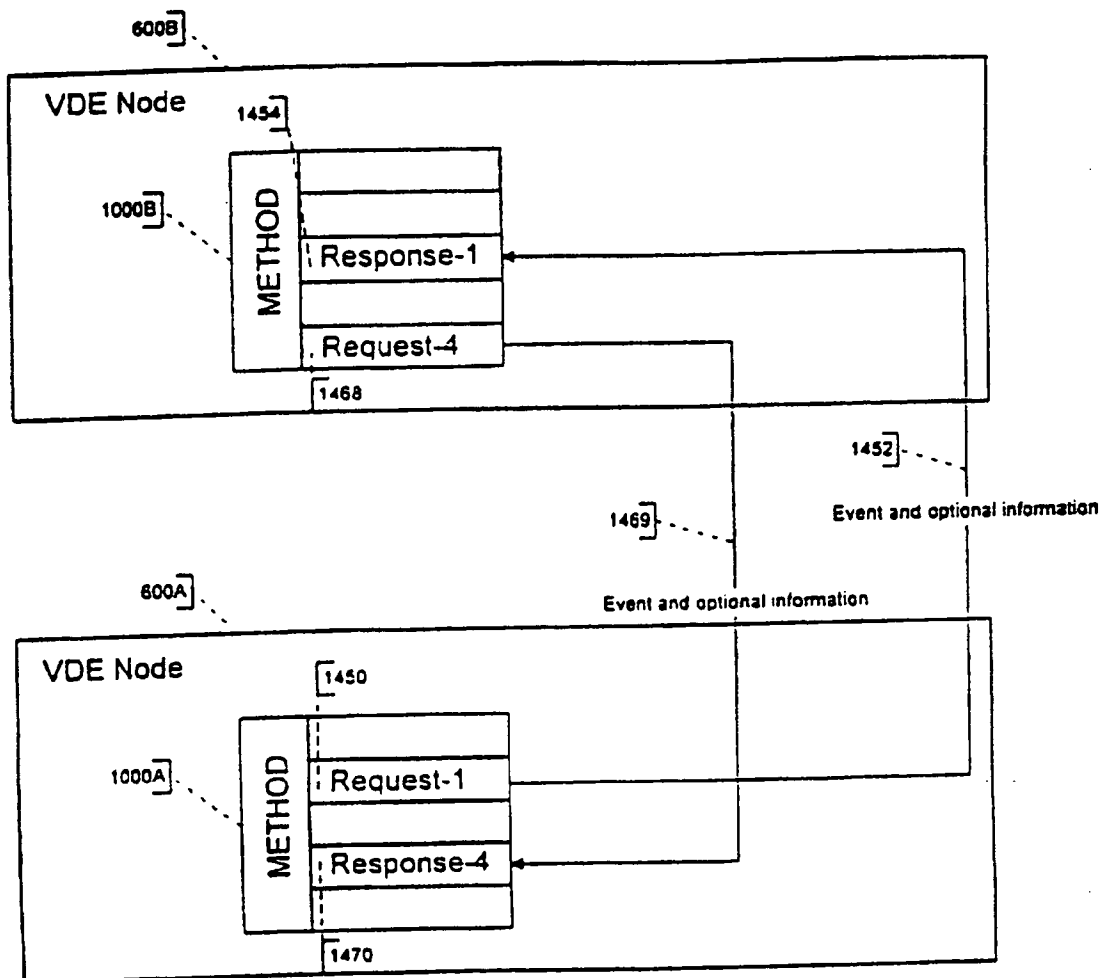 600B
VDE Node
1454
1000B
METHOD
Response-1
Request-4
1468
1452
Event and optional information
1469
600A
Event and optional information
VDE Node
1450
1000A
METHOD
Request-1
Response-4
1470